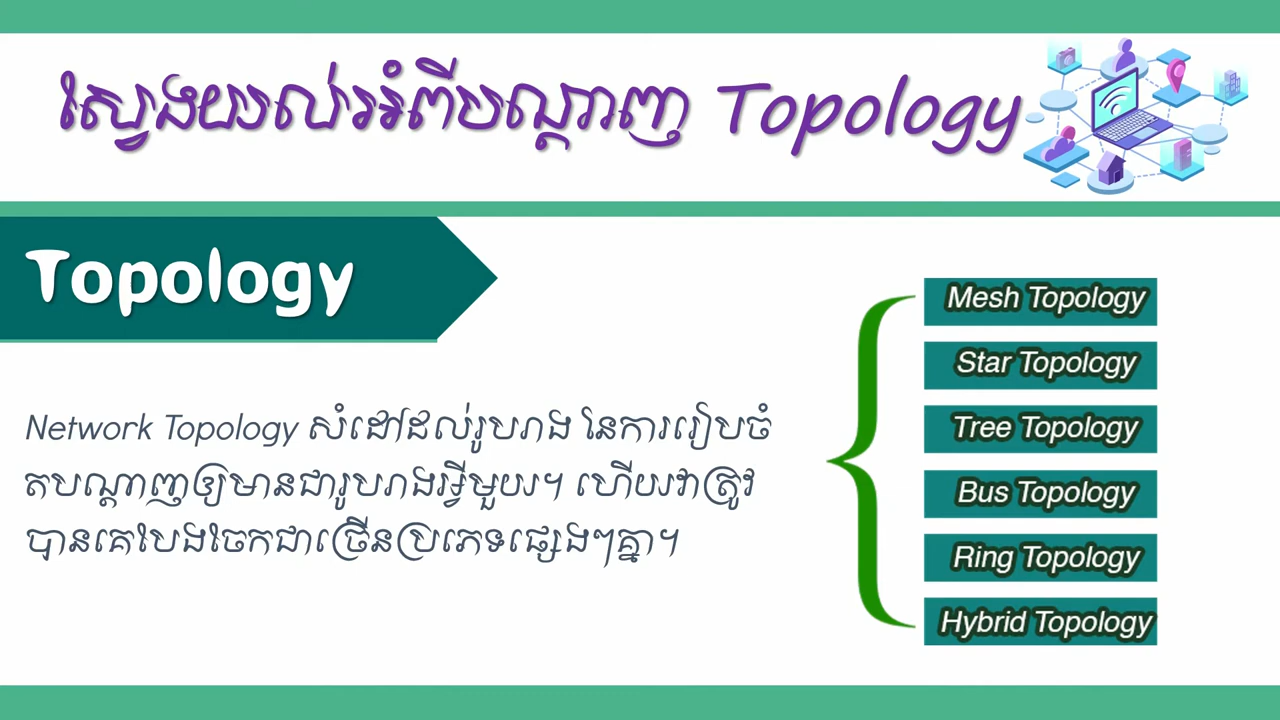 ស្វែងយល់អំពីបណ្តាញ Topology
Topology
Network Topology សំដៅដល់រូបរាង នៃការរៀបចំ
តបណ្តាញឲ្យមានជារូបរាងអ្វីមួយ។ ហើយវាត្រូវ
បានគេបែងចែកជាច្រើនប្រភេទផ្សេងៗគ្នា។
Mesh Topology
Star Topology
Tree Topology
Bus Topology
Ring Topology
Hybrid Topology